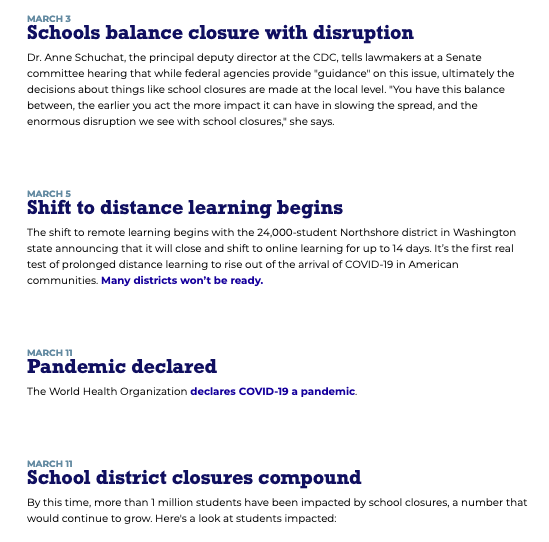 MARCH 3
Schools balance closure with disruption
Dr. Anne Schuchat, the principal deputy director at the CDC, tells lawmakers at a Senate
committee hearing that while federal agencies provide "guidance" on this issue, ultimately the
decisions about things like school closures are made at the local level. "You have this balance
between, the earlier you act the more impact it can have in slowing the spread, and the
enormous disruption we see with school closures," she says.
MARCH 5
Shift to distance learning begins
The shift to remote learning begins with the 24,000-student Northshore district in Washington
state announcing that it will close and shift to online learning for up to 14 days. It’s the first real
test of prolonged distance learning to rise out of the arrival of COVID-19 in American
communities. Many districts won’t be ready.
MARCH 11
Pandemic declared
The World Health Organization declares COVID-19 a pandemic.
MARCH 11
School district closures compound
By this time, more than 1 million students have been impacted by school closures, a number that
would continue to grow. Here's a look at students impacted: